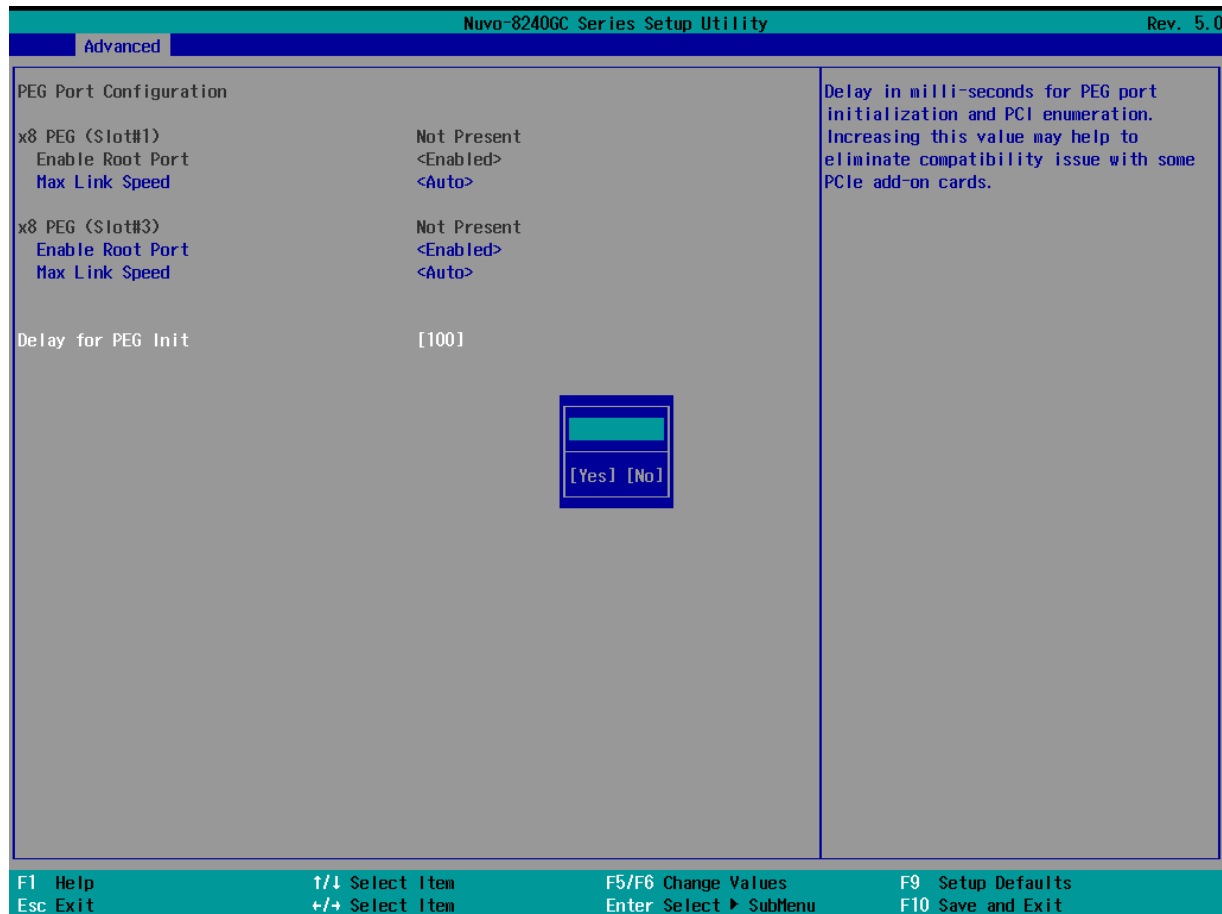 Nuvo-8240GC Series Setup Utility Rev. 5.0
Advanced
PEG Port Configuration
x8 PEG (Slot#1) Not Present
Enable Root Port <Enabled>
Max Link Speed <Auto>
x8 PEG (Slot#3) Not Present
Enable Root Port <Enabled>
Max Link Speed <Auto>
Delay for PEG Init [100]
Delay in milli-seconds for PEG port
initialization and PCI enumeration.
Increasing this value may help to
eliminate compatibility issue with some
PCIe add-on cards.
[Yes] [No]
F1 Help ↑/↓ Select Item F5/F6 Change Values F9 Setup Defaults
Esc Exit ←/→ Select Item Enter Select ▶ SubMenu F10 Save and Exit